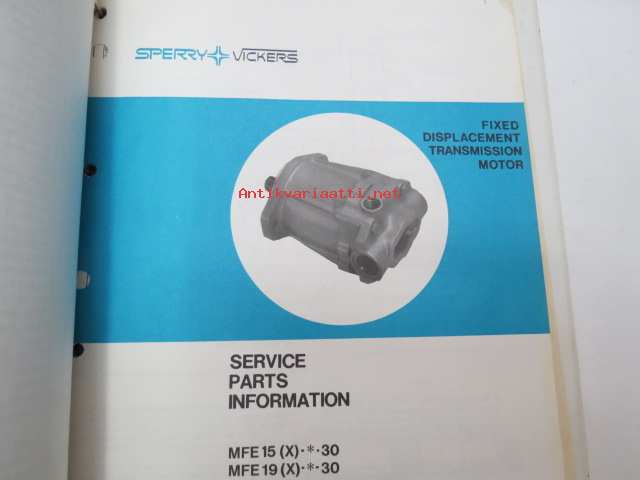 SPERRY VICKERS
FIXED
DISPLACEMENT
TRANSMISSION
MOTOR
Antikvariaatti.net
SERVICE
PARTS
INFORMATION
MFE 15 (X)-*-30
MFE 19 (X)-*-30